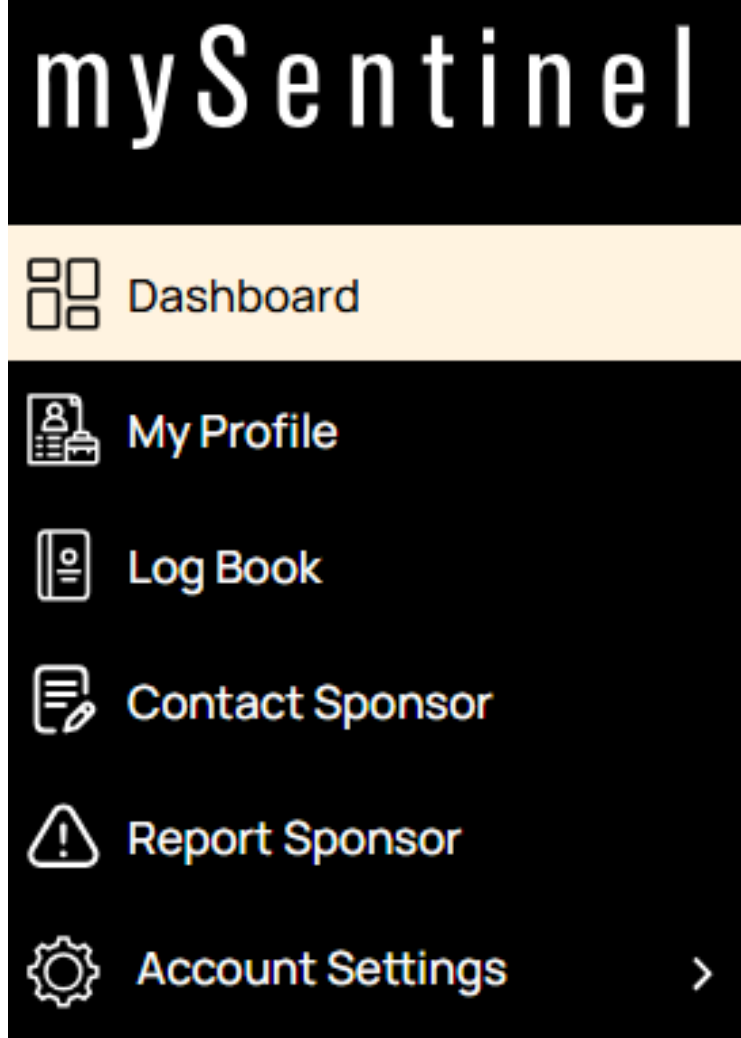 mySentinel
Dashboard
My Profile
Log Book
Contact Sponsor
Report Sponsor
Account Settings